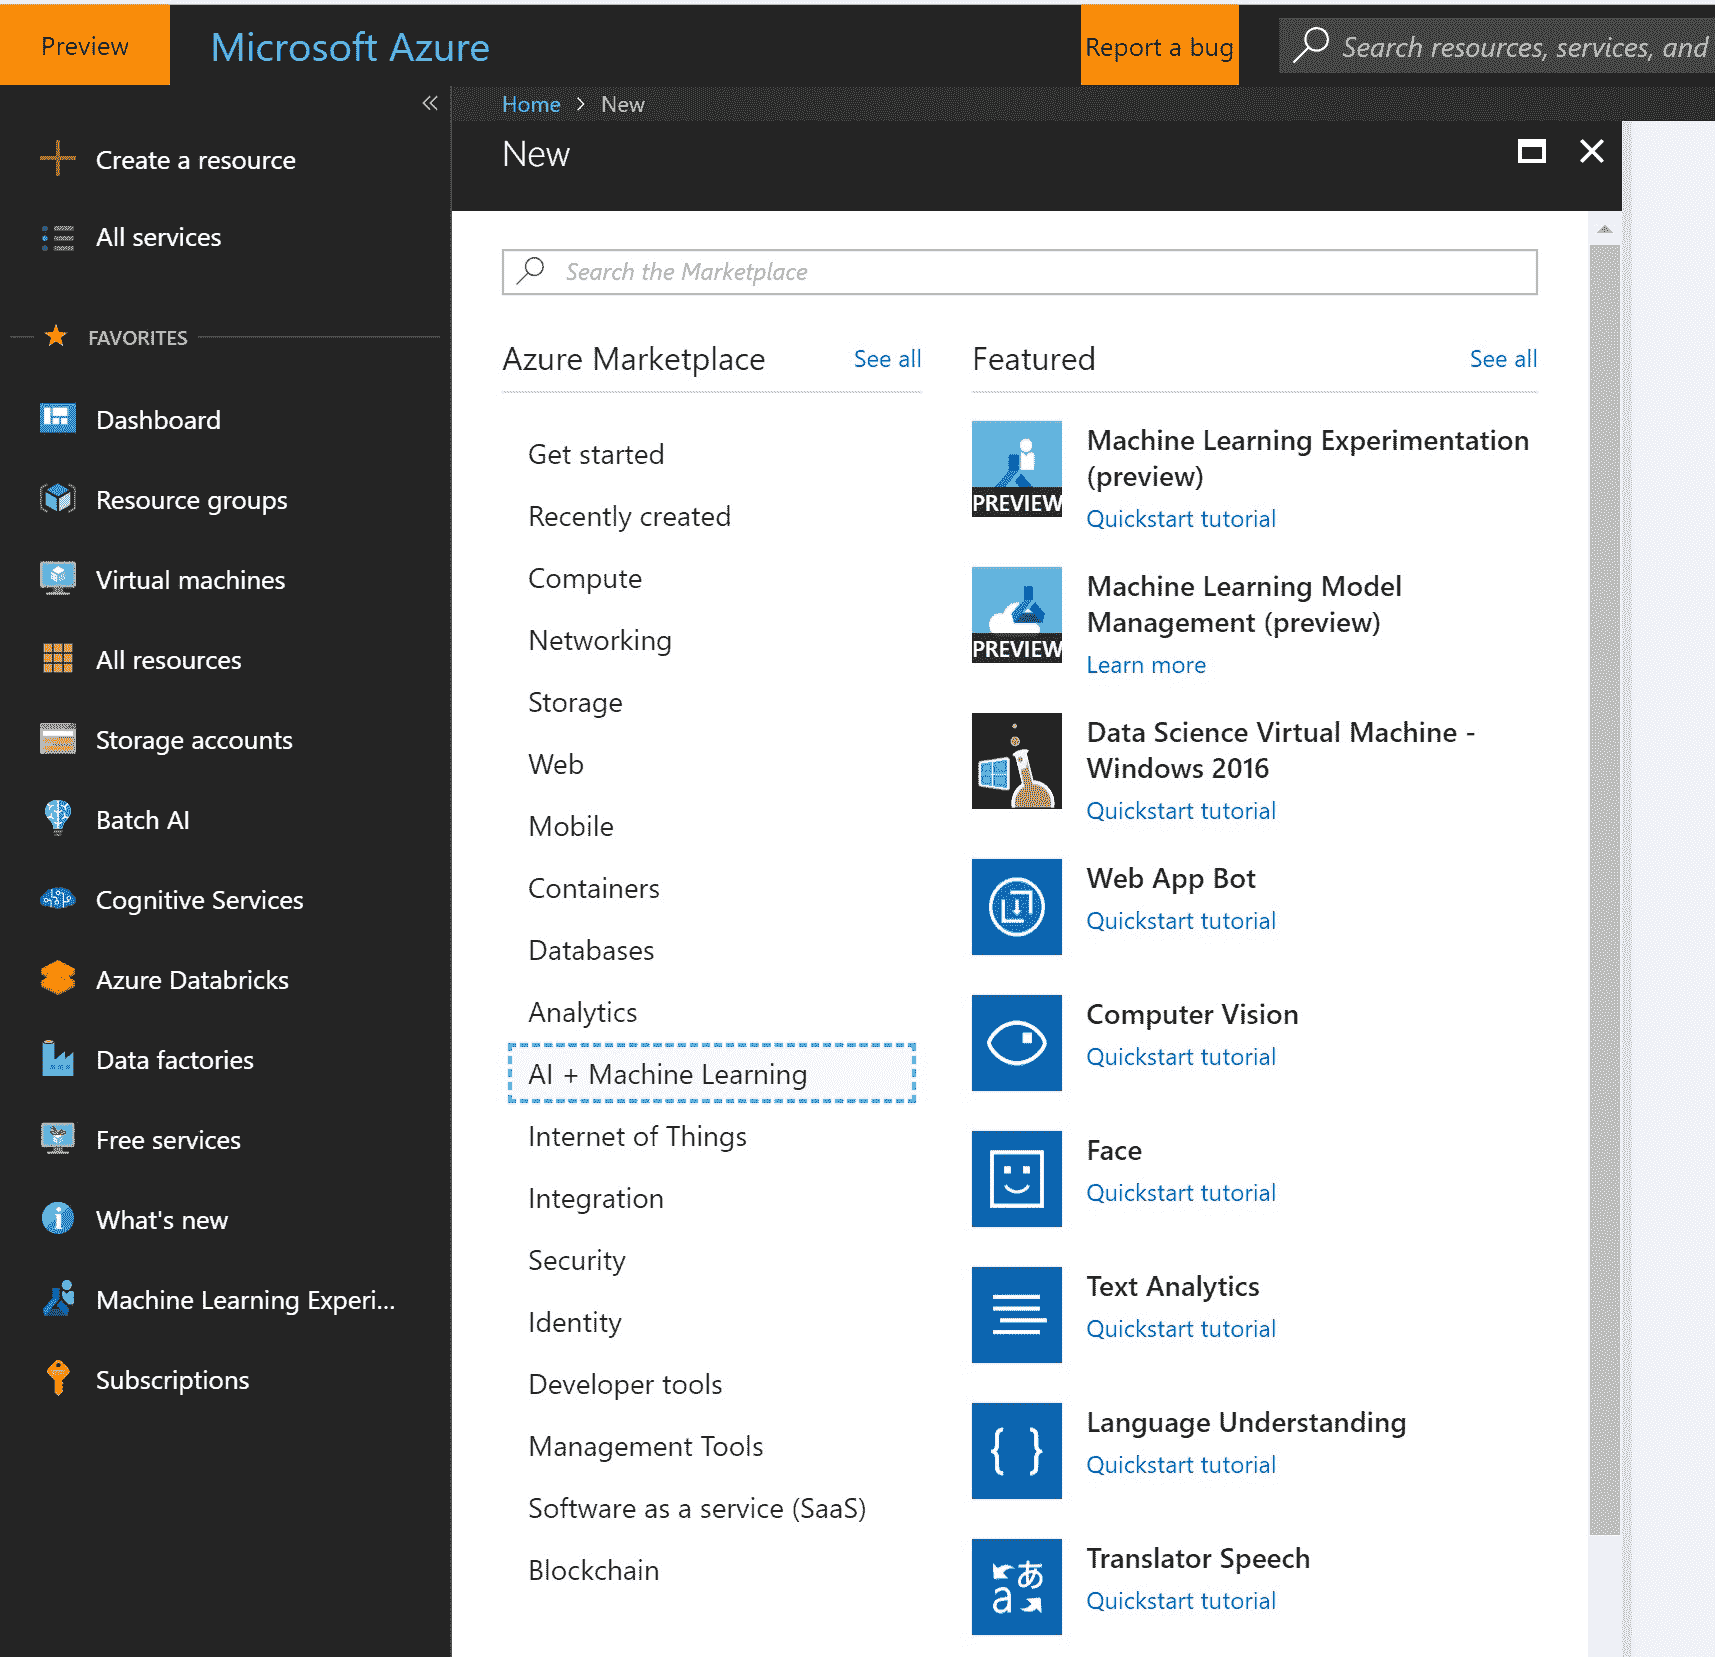 Preview
Microsoft Azure
Report a bug
Search resources, services, and
Home > New
Create a resource
All services
FAVORITES
Dashboard
Resource groups
Virtual machines
All resources
Storage accounts
Batch AI
Cognitive Services
Azure Databricks
Data factories
Free services
What's new
Machine Learning Experi...
Subscriptions
New
Search the Marketplace
Azure Marketplace
See all
Get started
Recently created
Compute
Networking
Storage
Web
Mobile
Containers
Databases
Analytics
AI + Machine Learning
Internet of Things
Integration
Security
Identity
Developer tools
Management Tools
Software as a service (SaaS)
Blockchain
Featured
See all
PREVIEW
Machine Learning Experimentation
(preview)
Quickstart tutorial
PREVIEW
Machine Learning Model
Management (preview)
Learn more
Data Science Virtual Machine -
Windows 2016
Quickstart tutorial
Web App Bot
Quickstart tutorial
Computer Vision
Quickstart tutorial
Face
Quickstart tutorial
Text Analytics
Quickstart tutorial
{ }
Language Understanding
Quickstart tutorial
あ
a
Translator Speech
Quickstart tutorial